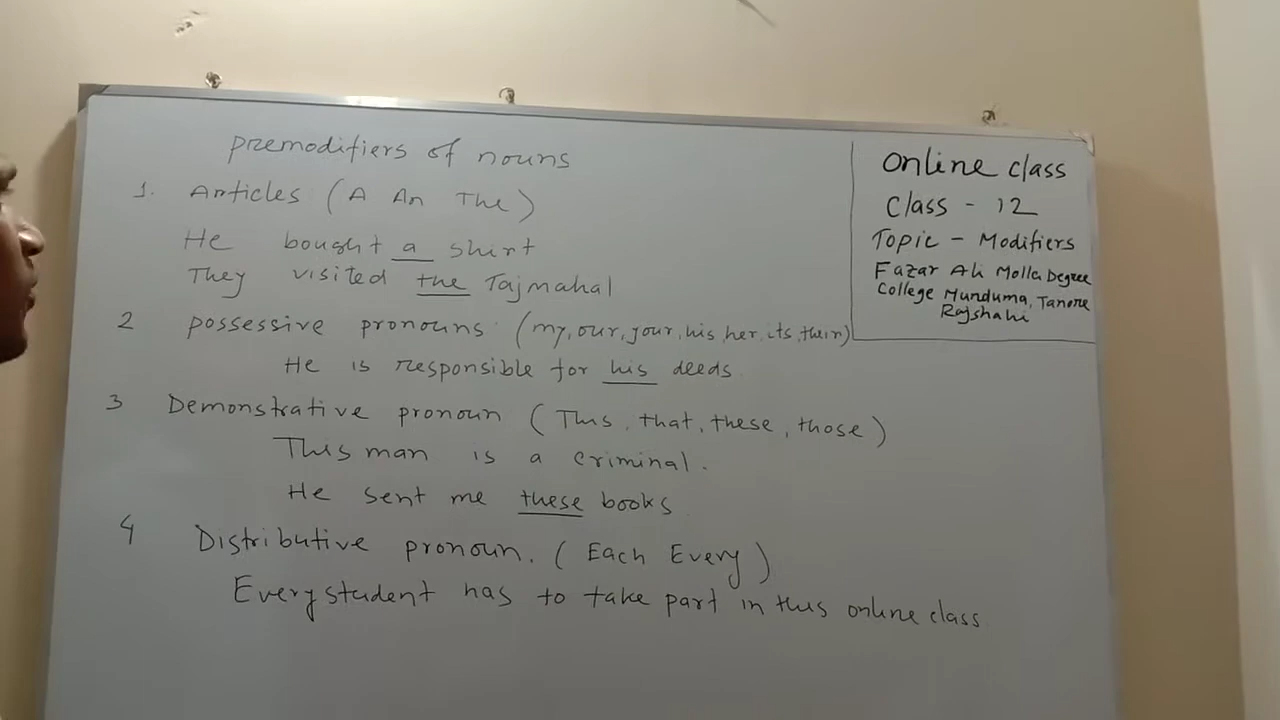 Premodifiers of nouns
1. Articles (A An The)
He bought a shirt
They visited the Tajmahal
2 possessive pronouns (my, our, your, his, her, its, their)
He is responsible for his deeds.
3 Demonstrative pronoun (This, that, these, those)
This man is a criminal.
He sent me these books
4 Distributive pronoun. (Each Every)
Every student has to take part in this online class
Online class
Class - 12
Topic - Modifiers
Fazar Ali Molla Degree
College Munduma, Tanore
Rajshahi